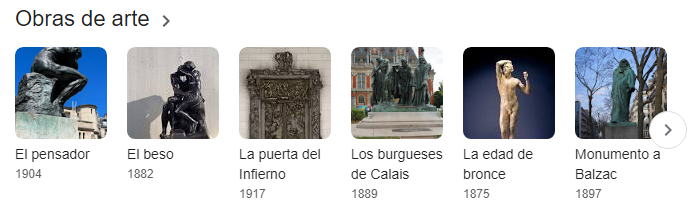 Obras de arte
El pensador
1904
El beso
1882
La puerta del
Infierno
1917
Los burgueses
de Calais
1889
La edad de
bronce
1875
Monumento a
Balzac
1897